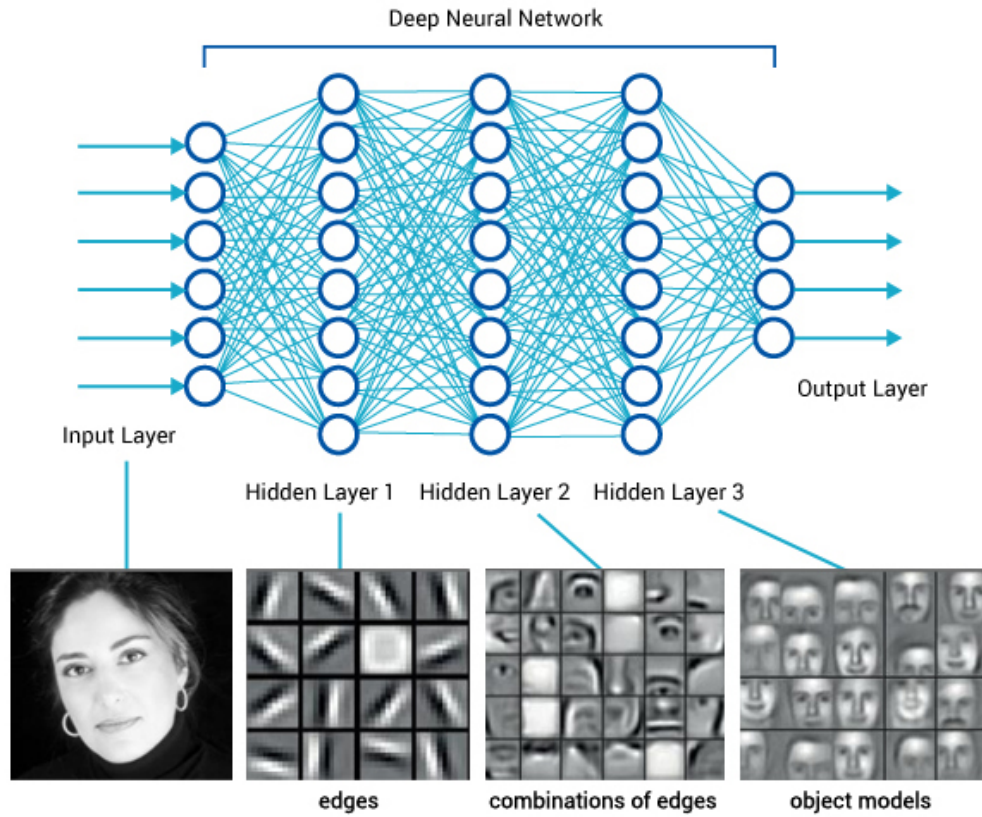 Deep Neural Network
Output Layer
Input Layer
Hidden Layer 1
Hidden Layer 2
Hidden Layer 3
edges
combinations of edges
object models